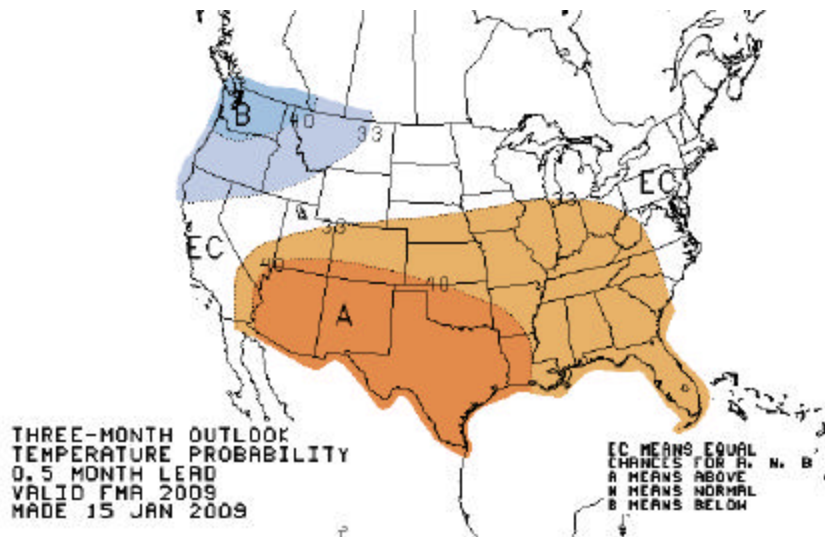 B
40
33
EC
33
33
EC
40
40
A
THREE-MONTH OUTLOOK
TEMPERATURE PROBABILITY
0.5 MONTH LEAD
VALID FMA 2009
MADE 15 JAN 2009
EC MEANS EQUAL
CHANCES FOR A, N, B
A MEANS ABOVE
N MEANS NORMAL
B MEANS BELOW